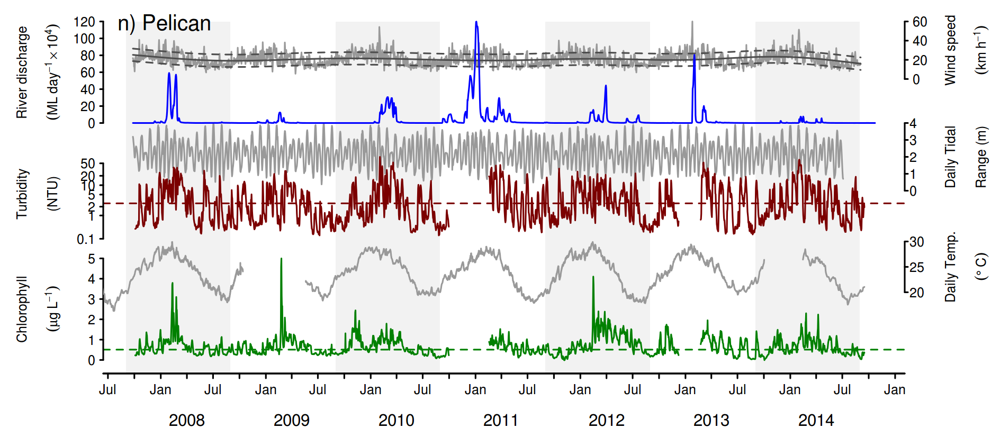 n) Pelican
River discharge
(ML day⁻¹ × 10⁴)
120
100
80
60
40
20
0
Wind speed
(km h⁻¹)
60
40
20
0
Daily Tidal
Range (m)
4
3
2
1
0
Turbidity
(NTU)
50
20
10
5
2
1
0.1
Daily Temp.
(° C)
30
25
20
Chlorophyll
(µg L⁻¹)
5
4
3
2
1
0
Jul Jan Jul Jan Jul Jan Jul Jan Jul Jan Jul Jan Jul Jan Jul Jan
2008 2009 2010 2011 2012 2013 2014